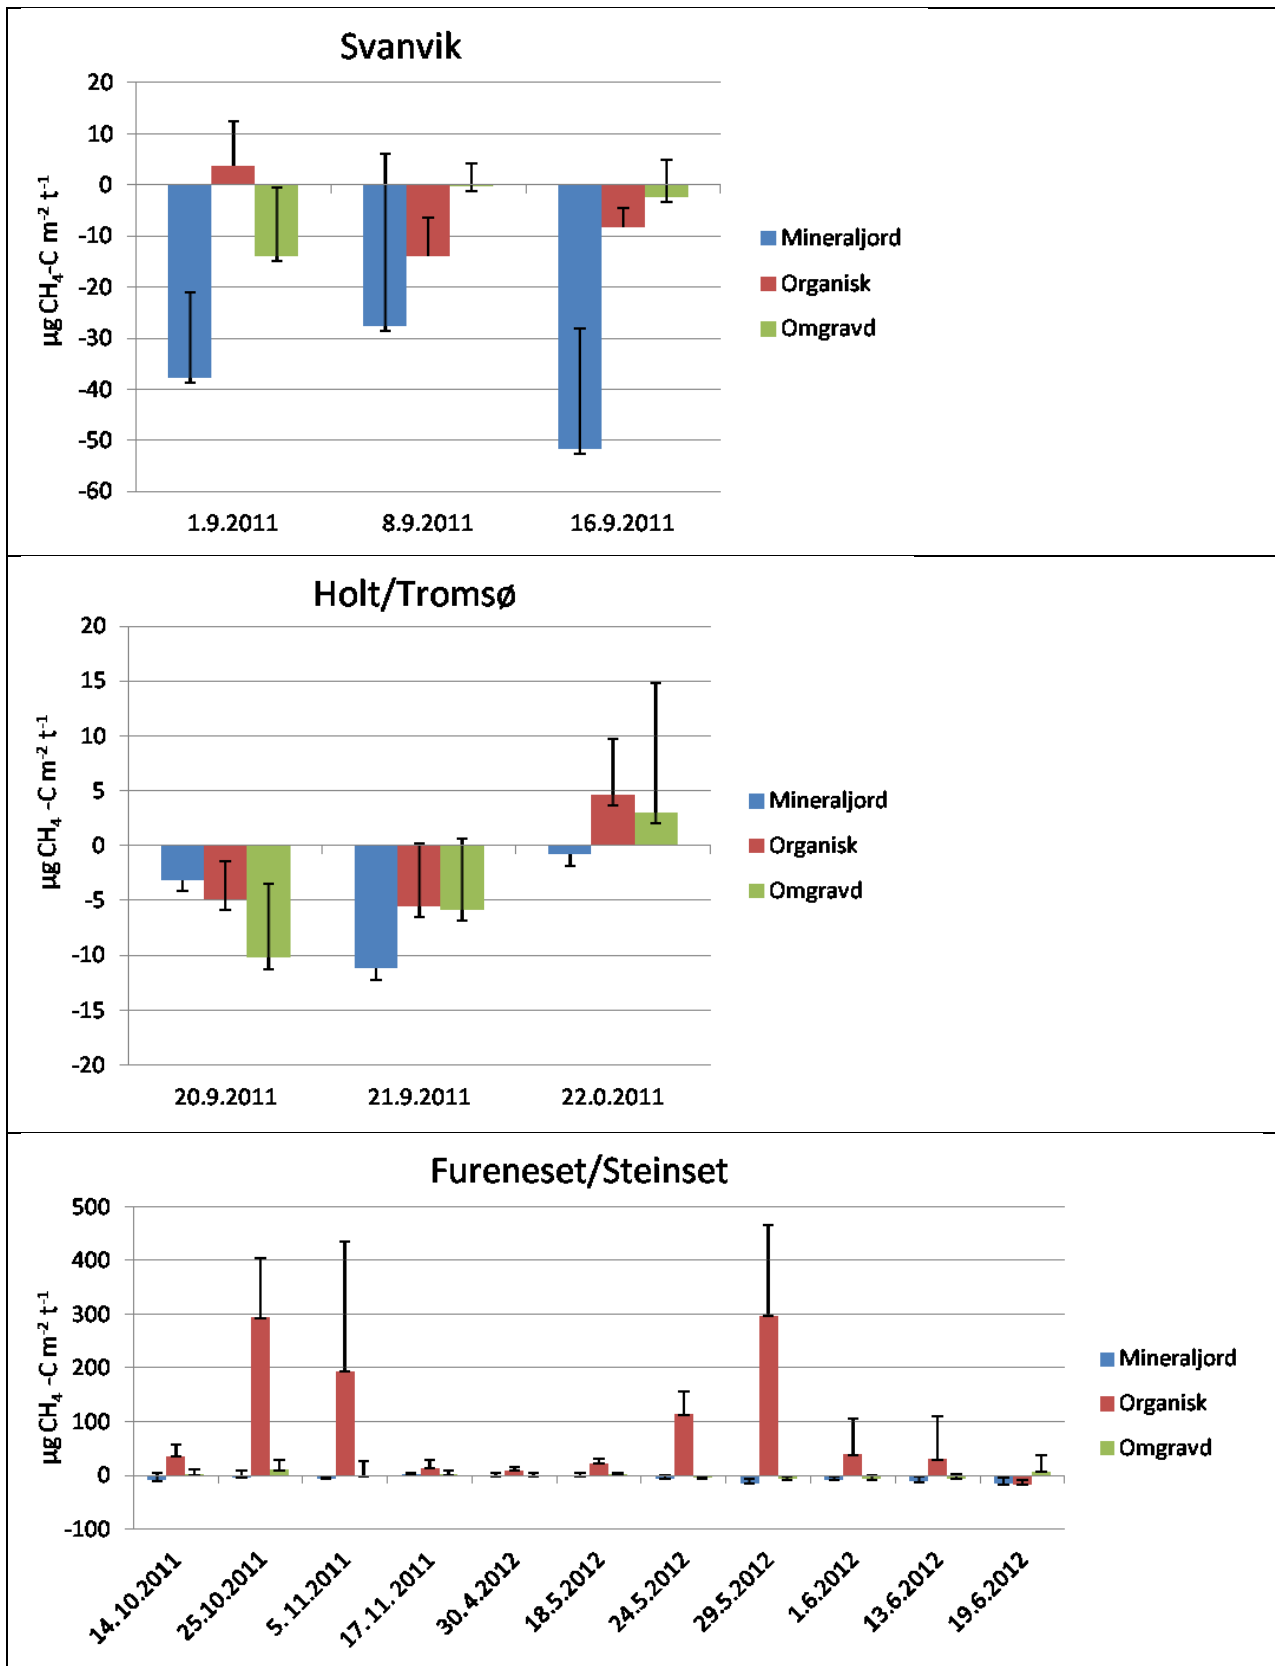 Svanvik
20
10
0
-10
-20
-30
-40
-50
-60
µg CH₄-C m⁻² t⁻¹
1.9.2011 8.9.2011 16.9.2011
Mineraljord
Organisk
Omgravd
Holt/Tromsø
20
15
10
5
0
-5
-10
-15
-20
µg CH₄ -C m⁻² t⁻¹
20.9.2011 21.9.2011 22.0.2011
Mineraljord
Organisk
Omgravd
Fureneset/Steinset
500
400
300
200
100
0
-100
µg CH₄ -C m⁻² t⁻¹
14.10.2011 25.10.2011 5.11.2011 17.11.2011 30.4.2012 18.5.2012 24.5.2012 29.5.2012 1.6.2012 13.6.2012 19.6.2012
Mineraljord
Organisk
Omgravd